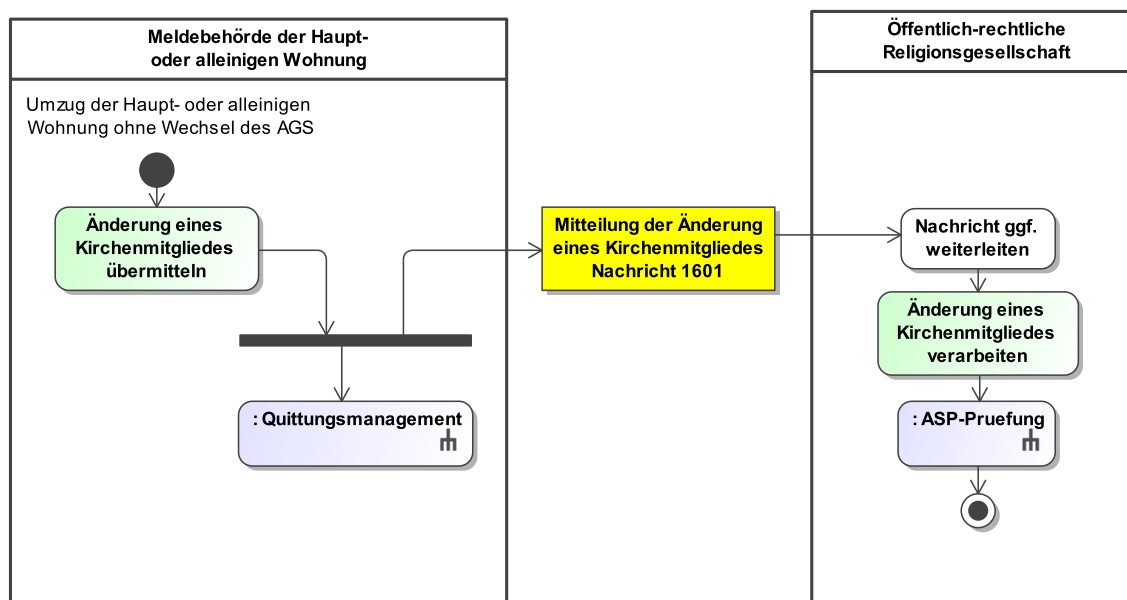 Meldebehörde der Haupt-
oder alleinigen Wohnung
Öffentlich-rechtliche
Religionsgesellschaft
Umzug der Haupt- oder alleinigen
Wohnung ohne Wechsel des AGS
Änderung eines
Kirchenmitgliedes
übermitteln
Mitteilung der Änderung
eines Kirchenmitgliedes
Nachricht 1601
Nachricht ggf.
weiterleiten
Änderung eines
Kirchenmitgliedes
verarbeiten
: Quittungsmanagement
: ASP-Pruefung